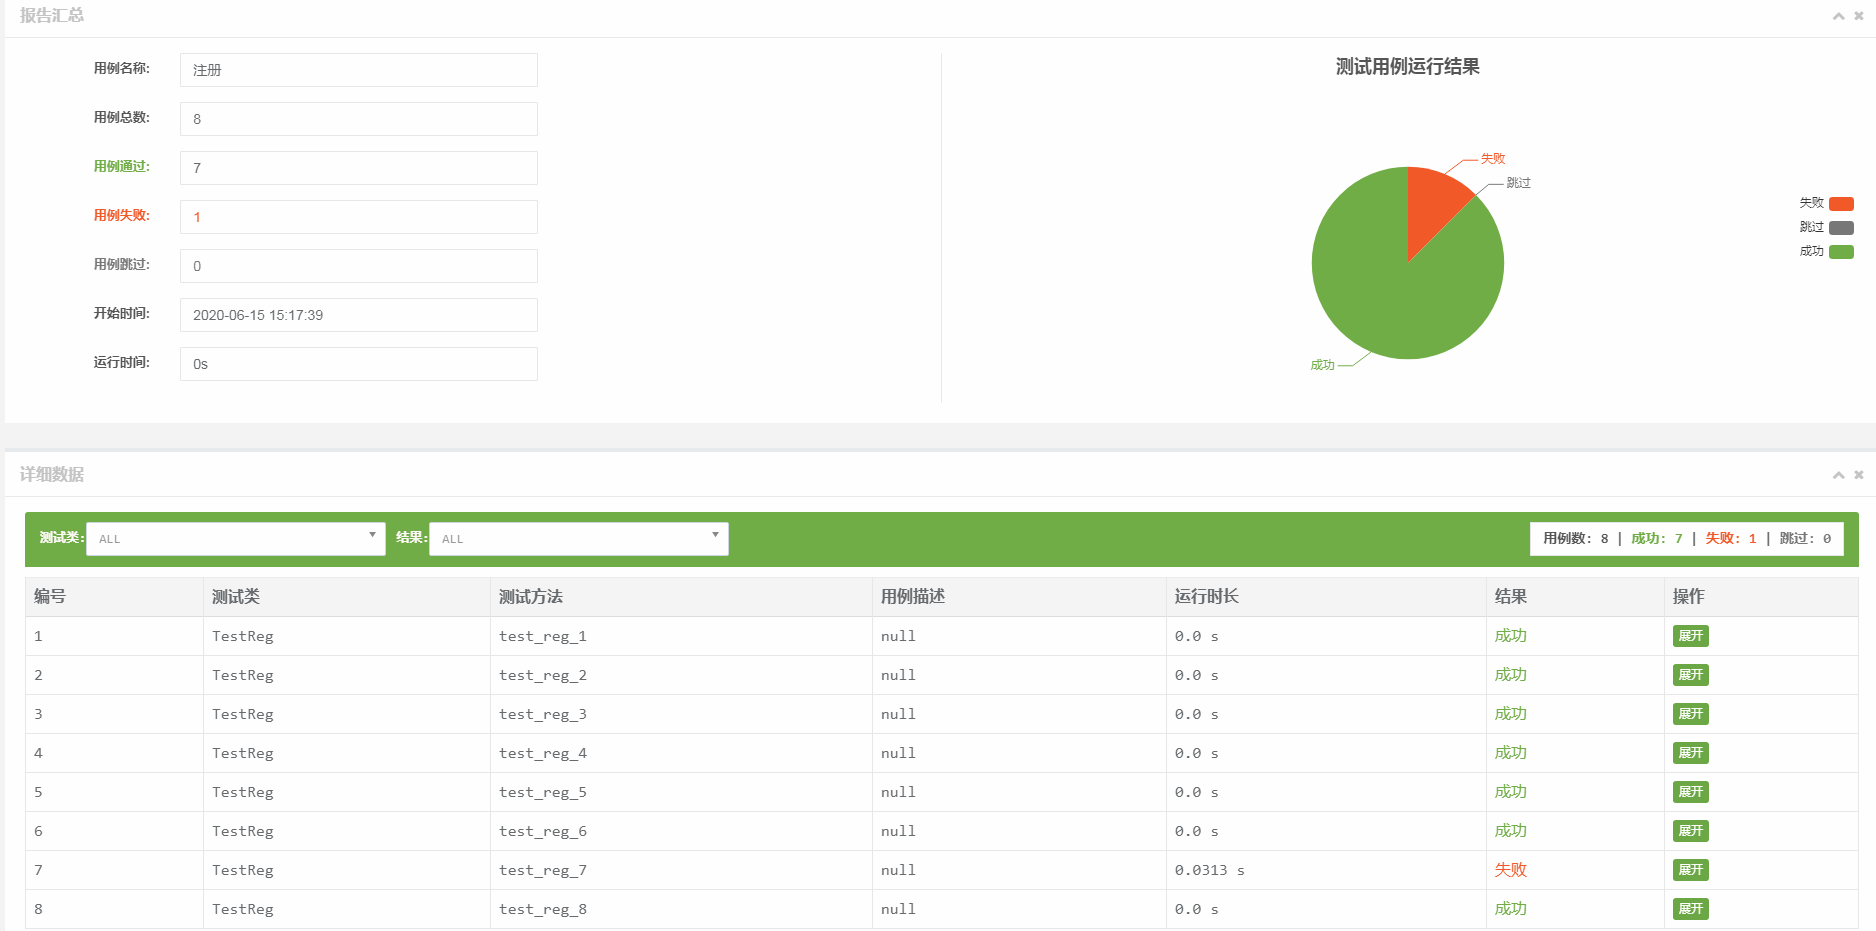 报告汇总
用例名称: 注册
用例总数: 8
用例通过: 7
用例失败: 1
用例跳过: 0
开始时间: 2020-06-15 15:17:39
运行时间: 0s
测试用例运行结果
失败
跳过
成功
失败
跳过
成功
详细数据
测试类: ALL 结果: ALL 用例数: 8 | 成功: 7 | 失败: 1 | 跳过: 0
编号 测试类 测试方法 用例描述 运行时长 结果 操作
1 TestReg test_reg_1 null 0.0 s 成功 展开
2 TestReg test_reg_2 null 0.0 s 成功 展开
3 TestReg test_reg_3 null 0.0 s 成功 展开
4 TestReg test_reg_4 null 0.0 s 成功 展开
5 TestReg test_reg_5 null 0.0 s 成功 展开
6 TestReg test_reg_6 null 0.0 s 成功 展开
7 TestReg test_reg_7 null 0.0313 s 失败 展开
8 TestReg test_reg_8 null 0.0 s 成功 展开